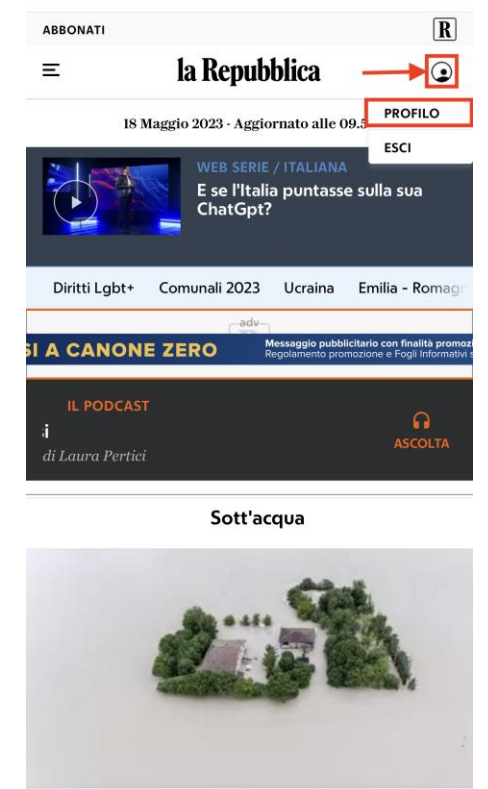 ABBONATI
R
la Repubblica
18 Maggio 2023 - Aggiornato alle 09.5
PROFILO
ESCI
WEB SERIE / ITALIANA
E se l'Italia puntasse sulla sua
ChatGpt?
Diritti Lgbt+ Comunali 2023 Ucraina Emilia - Romag
adv
SI A CANONE ZERO
Messaggio pubblicitario con finalità promozi
Regolamento promozione e Fogli Informativi s
IL PODCAST
si
di Laura Pertici
ASCOLTA
Sott'acqua